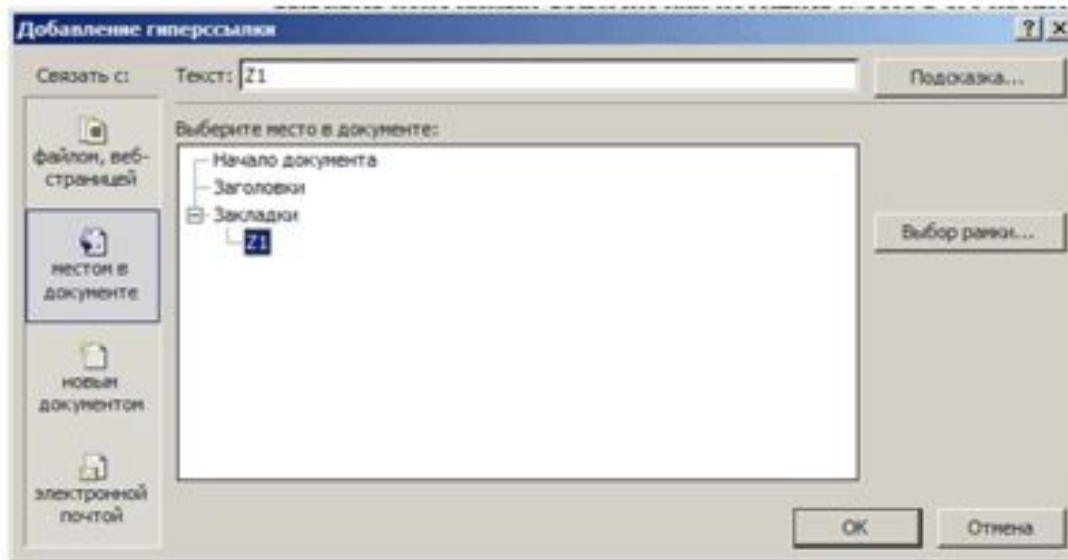 Добавление гиперссылки
Связать с: Текст: Z1 Подсказка...
Выберите место в документе:
файлом, веб-
страницей
Начало документа
Заголовки
Закладки
Z1
Выбор рамки...
местом в
документе
новым
документом
электронной
почтой
OK Отмена